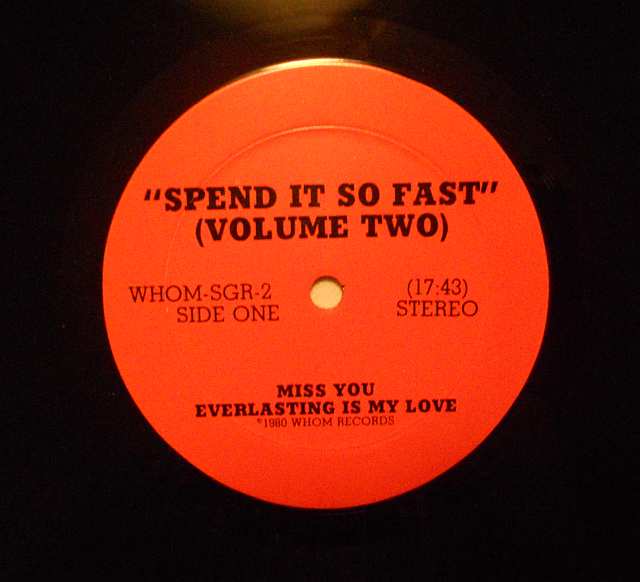 "SPEND IT SO FAST"
(VOLUME TWO)
WHOM-SGR-2
SIDE ONE
(17:43)
STEREO
MISS YOU
EVERLASTING IS MY LOVE
©1980 WHOM RECORDS